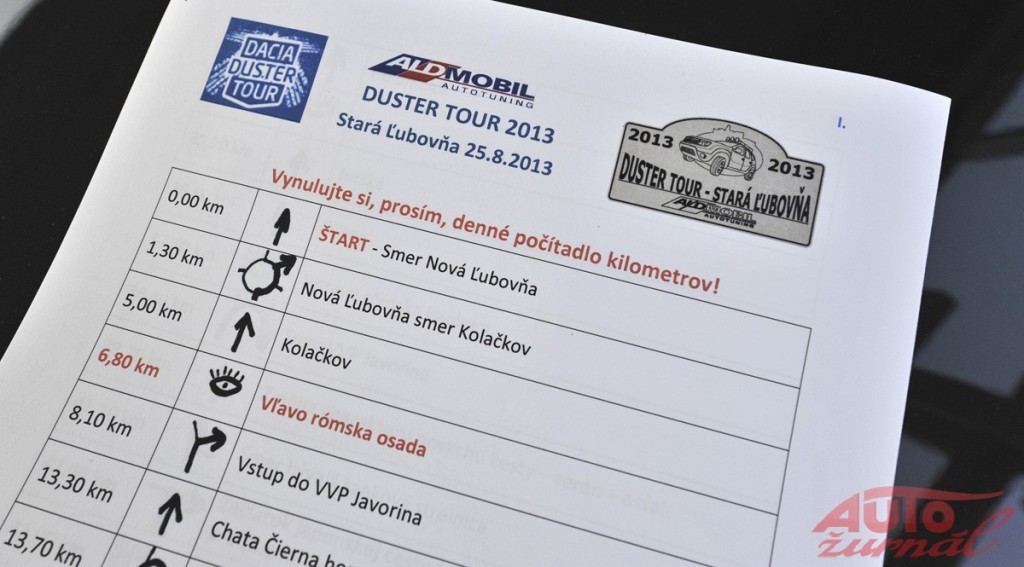 DACIA
DUSTER
TOUR
ALDMOBIL
AUTOTUNING
DUSTER TOUR 2013
Stará Ľubovňa 25.8.2013
I.
2013 2013
DUSTER TOUR - STARÁ ĽUBOVŇA
ALDMOBIL
AUTOTUNING
Vynulujte si, prosím, denné počítadlo kilometrov!
0,00 km ŠTART - Smer Nová Ľubovňa
1,30 km Nová Ľubovňa smer Kolačkov
5,00 km Kolačkov
6,80 km Vľavo rómska osada
8,10 km Vstup do VVP Javorina
13,30 km Chata Čierna
13,70 km
AUTO
žurnál